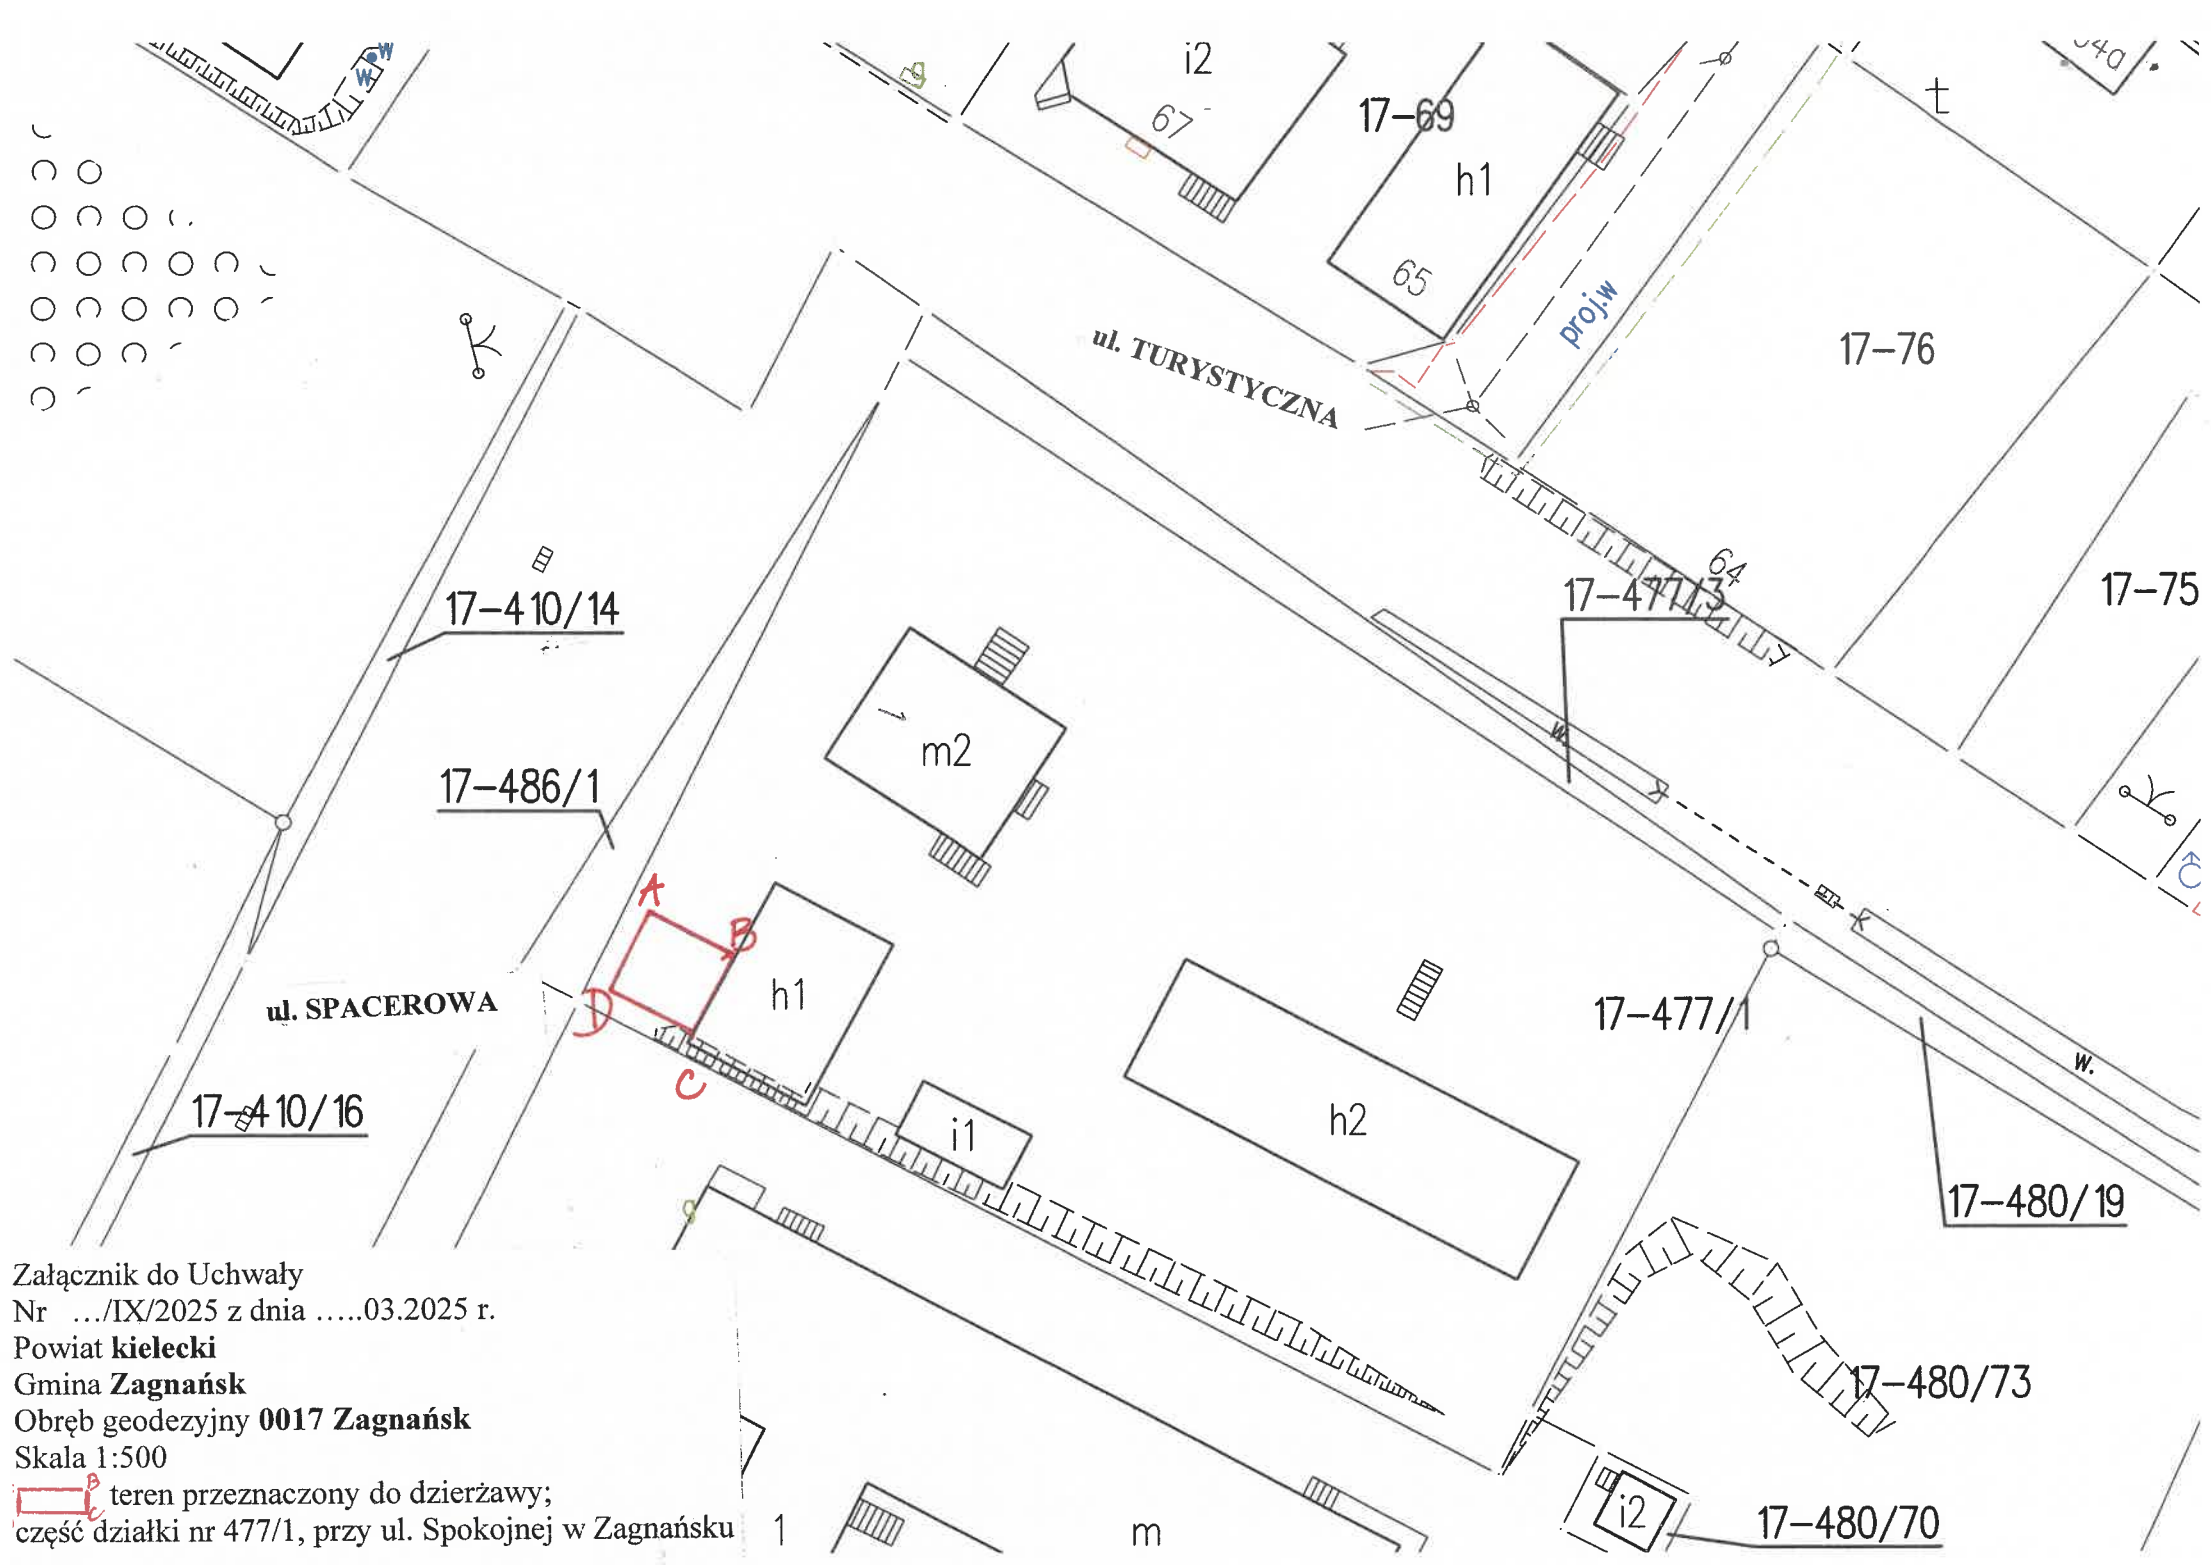 w
w
g
i2
67
17-69
h1
65
t
proj.w
ul. TURYSTYCZNA
17-76
64
17-477/3
17-75
17-410/14
1
m2
w.
17-486/1
A
B
h1
D
C
ul. SPACEROWA
17-477/1
w.
h2
i1
17-410/16
g
17-480/19
Załącznik do Uchwały
Nr …/IX/2025 z dnia …..03.2025 r.
Powiat kielecki
Gmina Zagnańsk
Obręb geodezyjny 0017 Zagnańsk
Skala 1:500
B
C
teren przeznaczony do dzierżawy;
część działki nr 477/1, przy ul. Spokojnej w Zagnańsku
17-480/73
1
m
i2
17-480/70